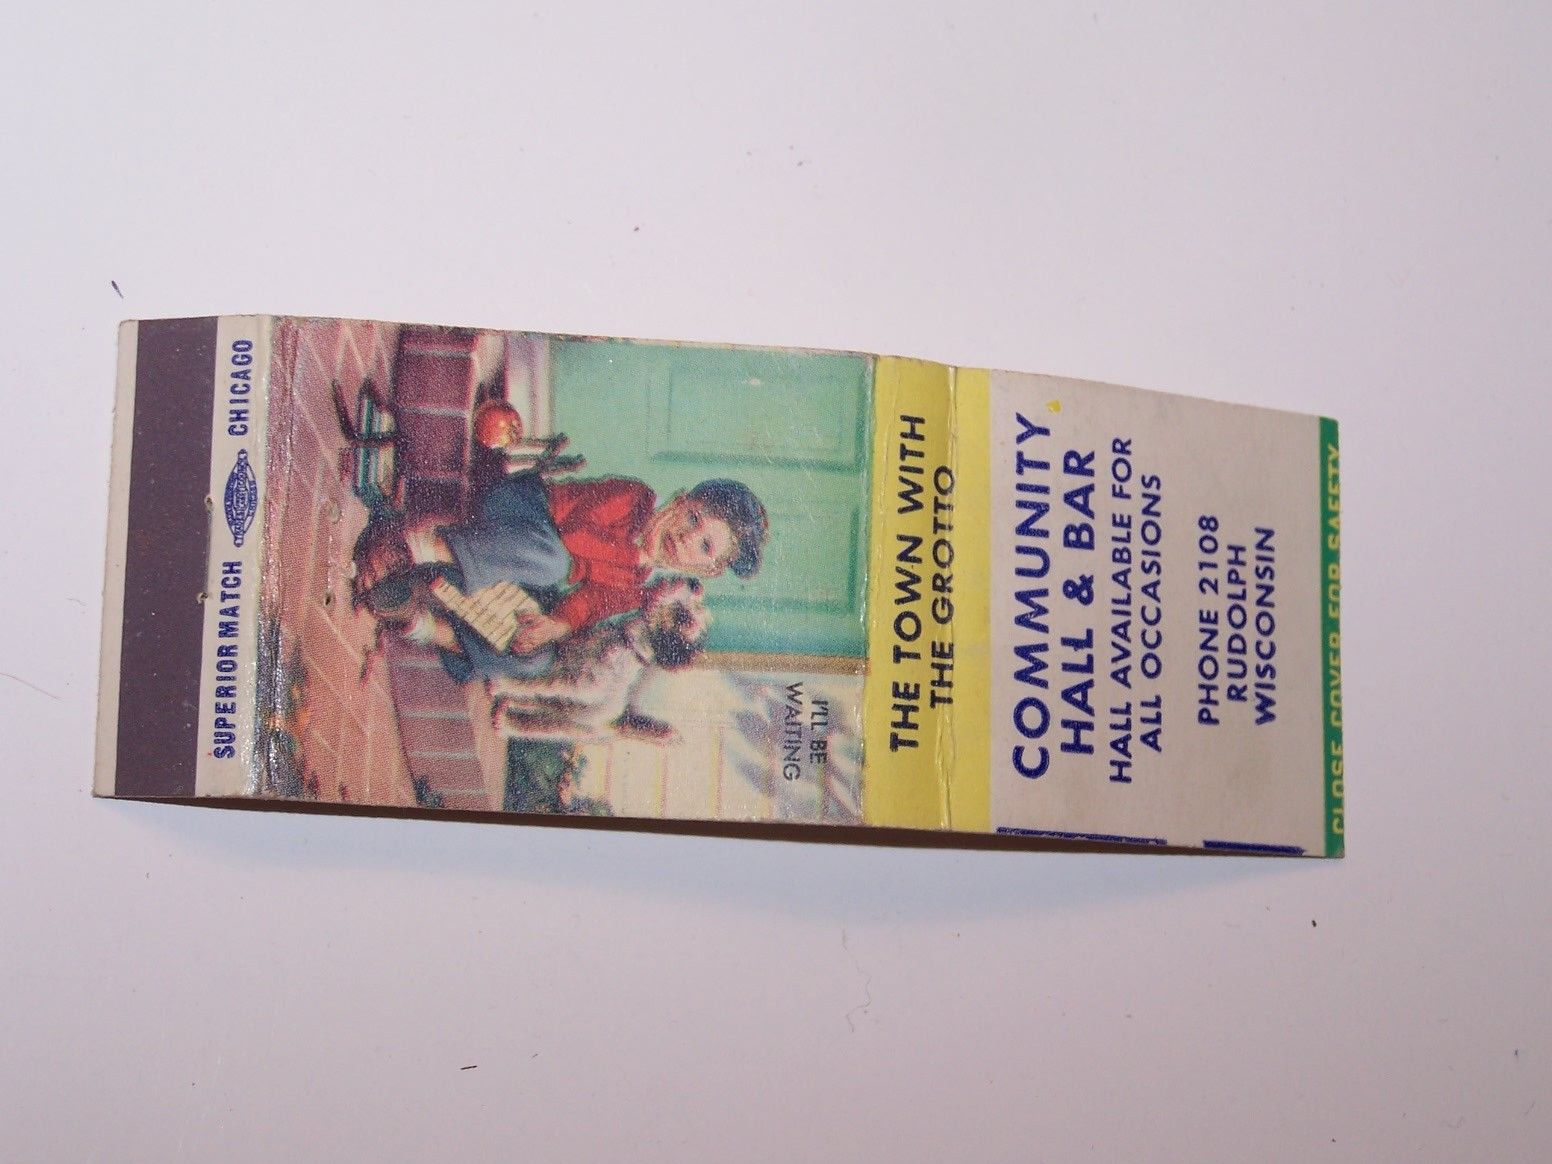 SUPERIOR MATCH CHICAGO
I'LL BE
WAITING
THE TOWN WITH
THE GROTTO
COMMUNITY
HALL & BAR
HALL AVAILABLE FOR
ALL OCCASIONS
PHONE 2108
RUDOLPH
WISCONSIN
CLOSE COVER FOR SAFETY